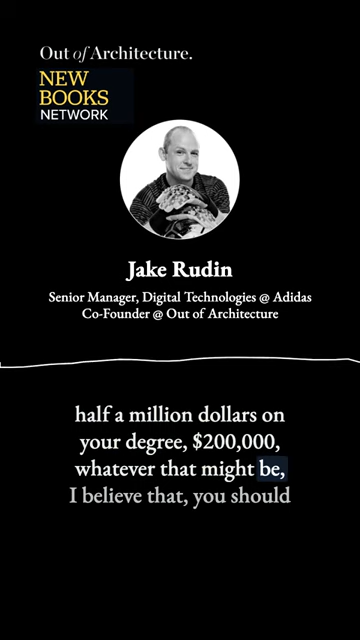 Out of Architecture.
NEW
BOOKS
NETWORK
Jake Rudin
Senior Manager, Digital Technologies @ Adidas
Co-Founder @ Out of Architecture
half a million dollars on
your degree, $200,000,
whatever that might be,
I believe that, you should